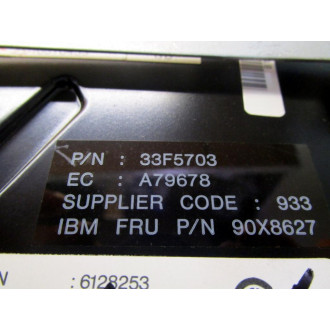 P/N : 33F5703
EC : A79678
SUPPLIER CODE : 933
IBM FRU P/N 90X8627
:6128253